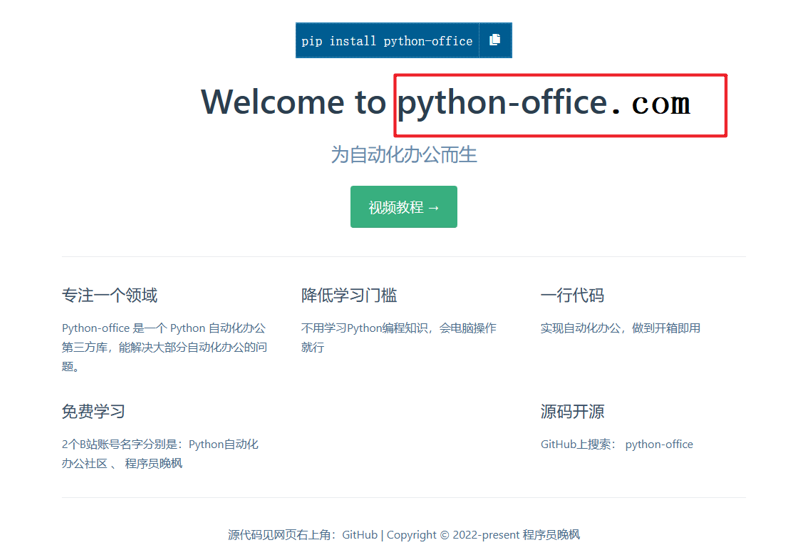 pip install python-office
Welcome to python-office.com
为自动化办公而生
视频教程 →
专注一个领域
Python-office 是一个 Python 自动化办公
第三方库，能解决大部分自动化办公的问
题。
降低学习门槛
不用学习Python编程知识，会电脑操作
就行
一行代码
实现自动化办公，做到开箱即用
免费学习
2个B站账号名字分别是：Python自动化
办公社区 、 程序员晚枫
源码开源
GitHub上搜索： python-office
源代码见网页右上角：GitHub | Copyright © 2022-present 程序员晚枫